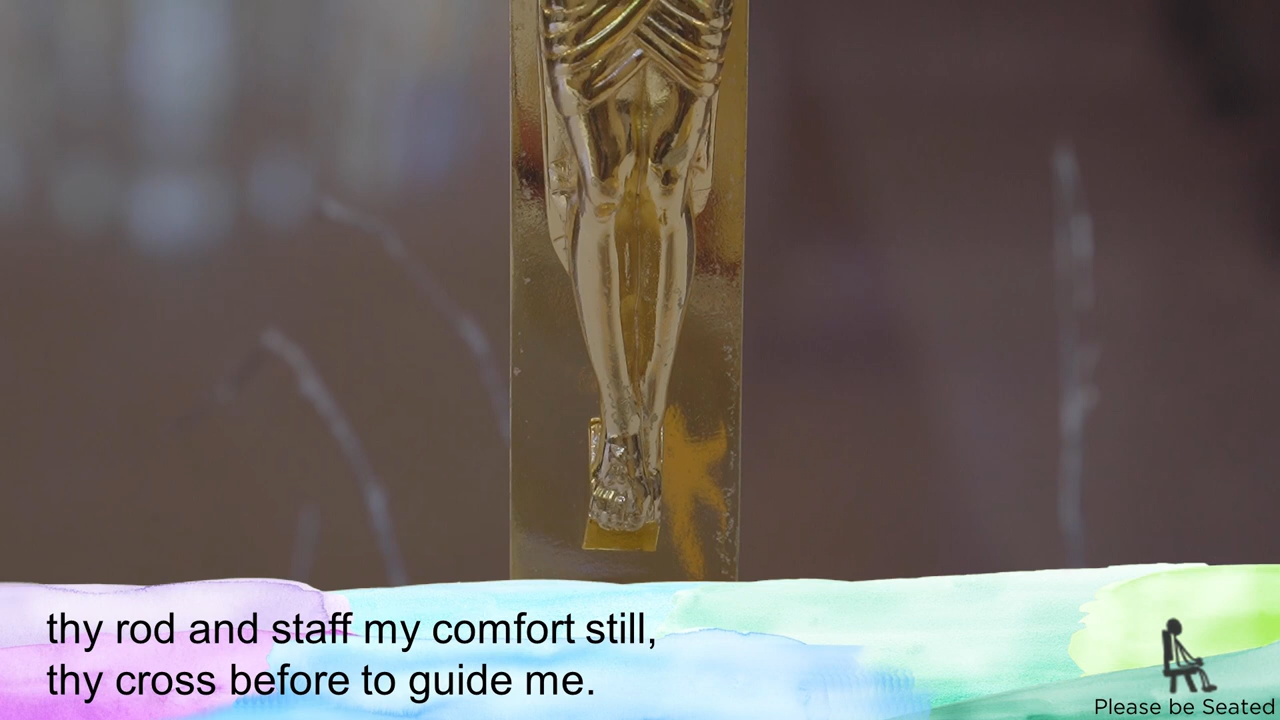 thy rod and staff my comfort still,
thy cross before to guide me.
Please be Seated